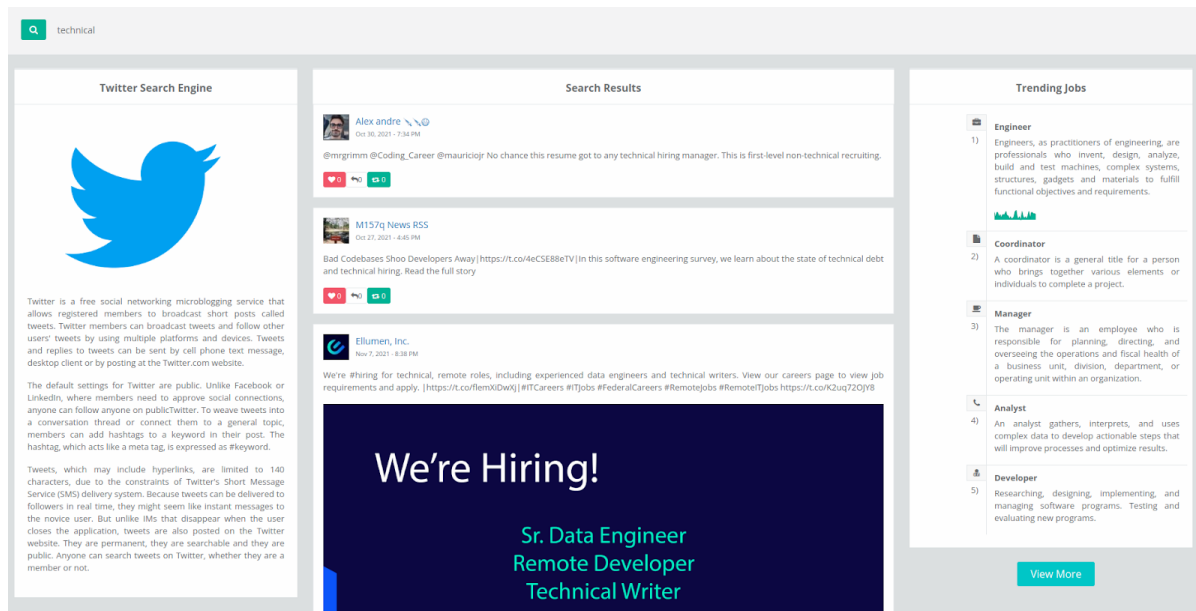 technical
Twitter Search Engine
Twitter is a free social networking microblogging service that
allows registered members to broadcast short posts called
tweets. Twitter members can broadcast tweets and follow other
users' tweets by using multiple platforms and devices. Tweets
and replies to tweets can be sent by cell phone text message,
desktop client or by posting at the Twitter.com website.
The default settings for Twitter are public. Unlike Facebook or
LinkedIn, where members need to approve social connections,
anyone can follow anyone on publicTwitter. To weave tweets into
a conversation thread or connect them to a general topic,
members can add hashtags to a keyword in their post. The
hashtag, which acts like a meta tag, is expressed as #keyword.
Tweets, which may include hyperlinks, are limited to 140
characters, due to the constraints of Twitter's Short Message
Service (SMS) delivery system. Because tweets can be delivered to
followers in real time, they might seem like instant messages to
the novice user. But unlike IMs that disappear when the user
closes the application, tweets are also posted on the Twitter
website. They are permanent, they are searchable and they are
public. Anyone can search tweets on Twitter, whether they are a
member or not.
Search Results
Alex andre
Oct 30, 2021 - 7:34 PM
@mrgrimm @Coding_Career @mauriciojr No chance this resume got to any technical hiring manager. This is first-level non-technical recruiting.
0 0 0
M157q News RSS
Oct 27, 2021 - 4:45 PM
Bad Codebases Shoo Developers Away|https://t.co/4eCSE88eTV|In this software engineering survey, we learn about the state of technical debt
and technical hiring. Read the full story
0 0 0
Ellumen, Inc.
Nov 7, 2021 - 8:38 PM
We're #hiring for technical, remote roles, including experienced data engineers and technical writers. View our careers page to view job
requirements and apply. |https://t.co/flemXiDwXj|#ITCareers #ITJobs #FederalCareers #RemoteJobs #RemoteITJobs https://t.co/K2uq72OJY8
We're Hiring!
Sr. Data Engineer
Remote Developer
Technical Writer
Trending Jobs
1)
Engineer
Engineers, as practitioners of engineering, are
professionals who invent, design, analyze,
build and test machines, complex systems,
structures, gadgets and materials to fulfill
functional objectives and requirements.
2)
Coordinator
A coordinator is a general title for a person
who brings together various elements or
individuals to complete a project.
3)
Manager
The manager is an employee who is
responsible for planning, directing, and
overseeing the operations and fiscal health of
a business unit, division, department, or
operating unit within an organization.
4)
Analyst
An analyst gathers, interprets, and uses
complex data to develop actionable steps that
will improve processes and optimize results.
5)
Developer
Researching, designing, implementing, and
managing software programs. Testing and
evaluating new programs.
View More